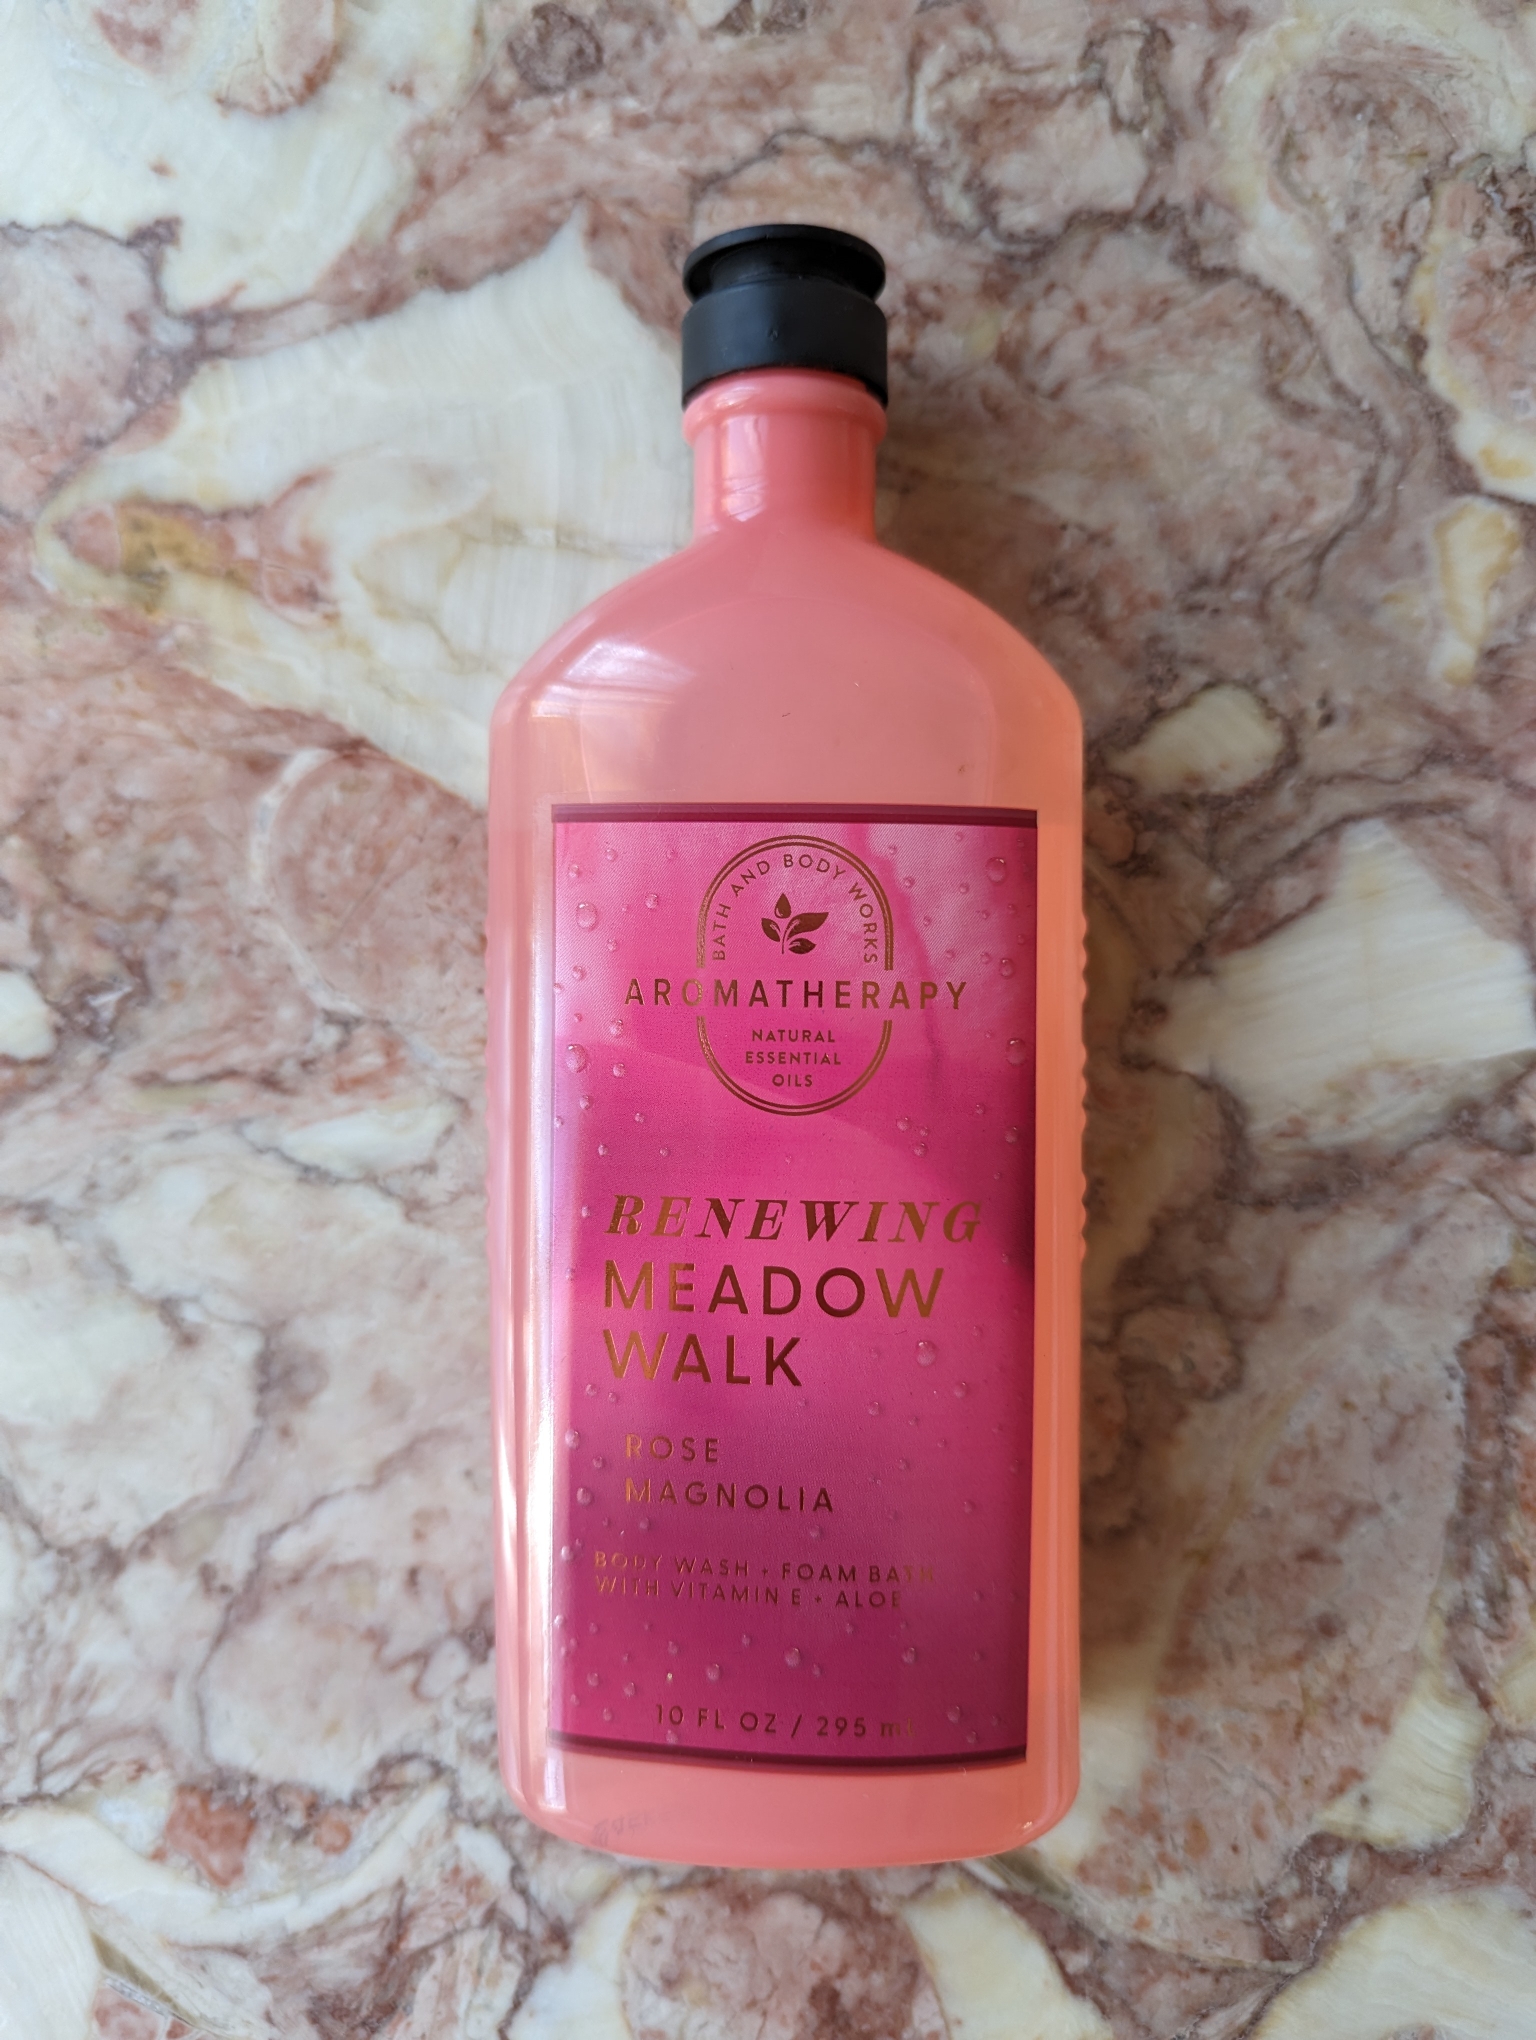 BATH AND BODY WORKS
AROMATHERAPY
NATURAL
ESSENTIAL
OILS
RENEWING
MEADOW
WALK
ROSE
MAGNOLIA
BODY WASH + FOAM BATH
WITH VITAMIN E + ALOE
10 FL OZ / 295 mL